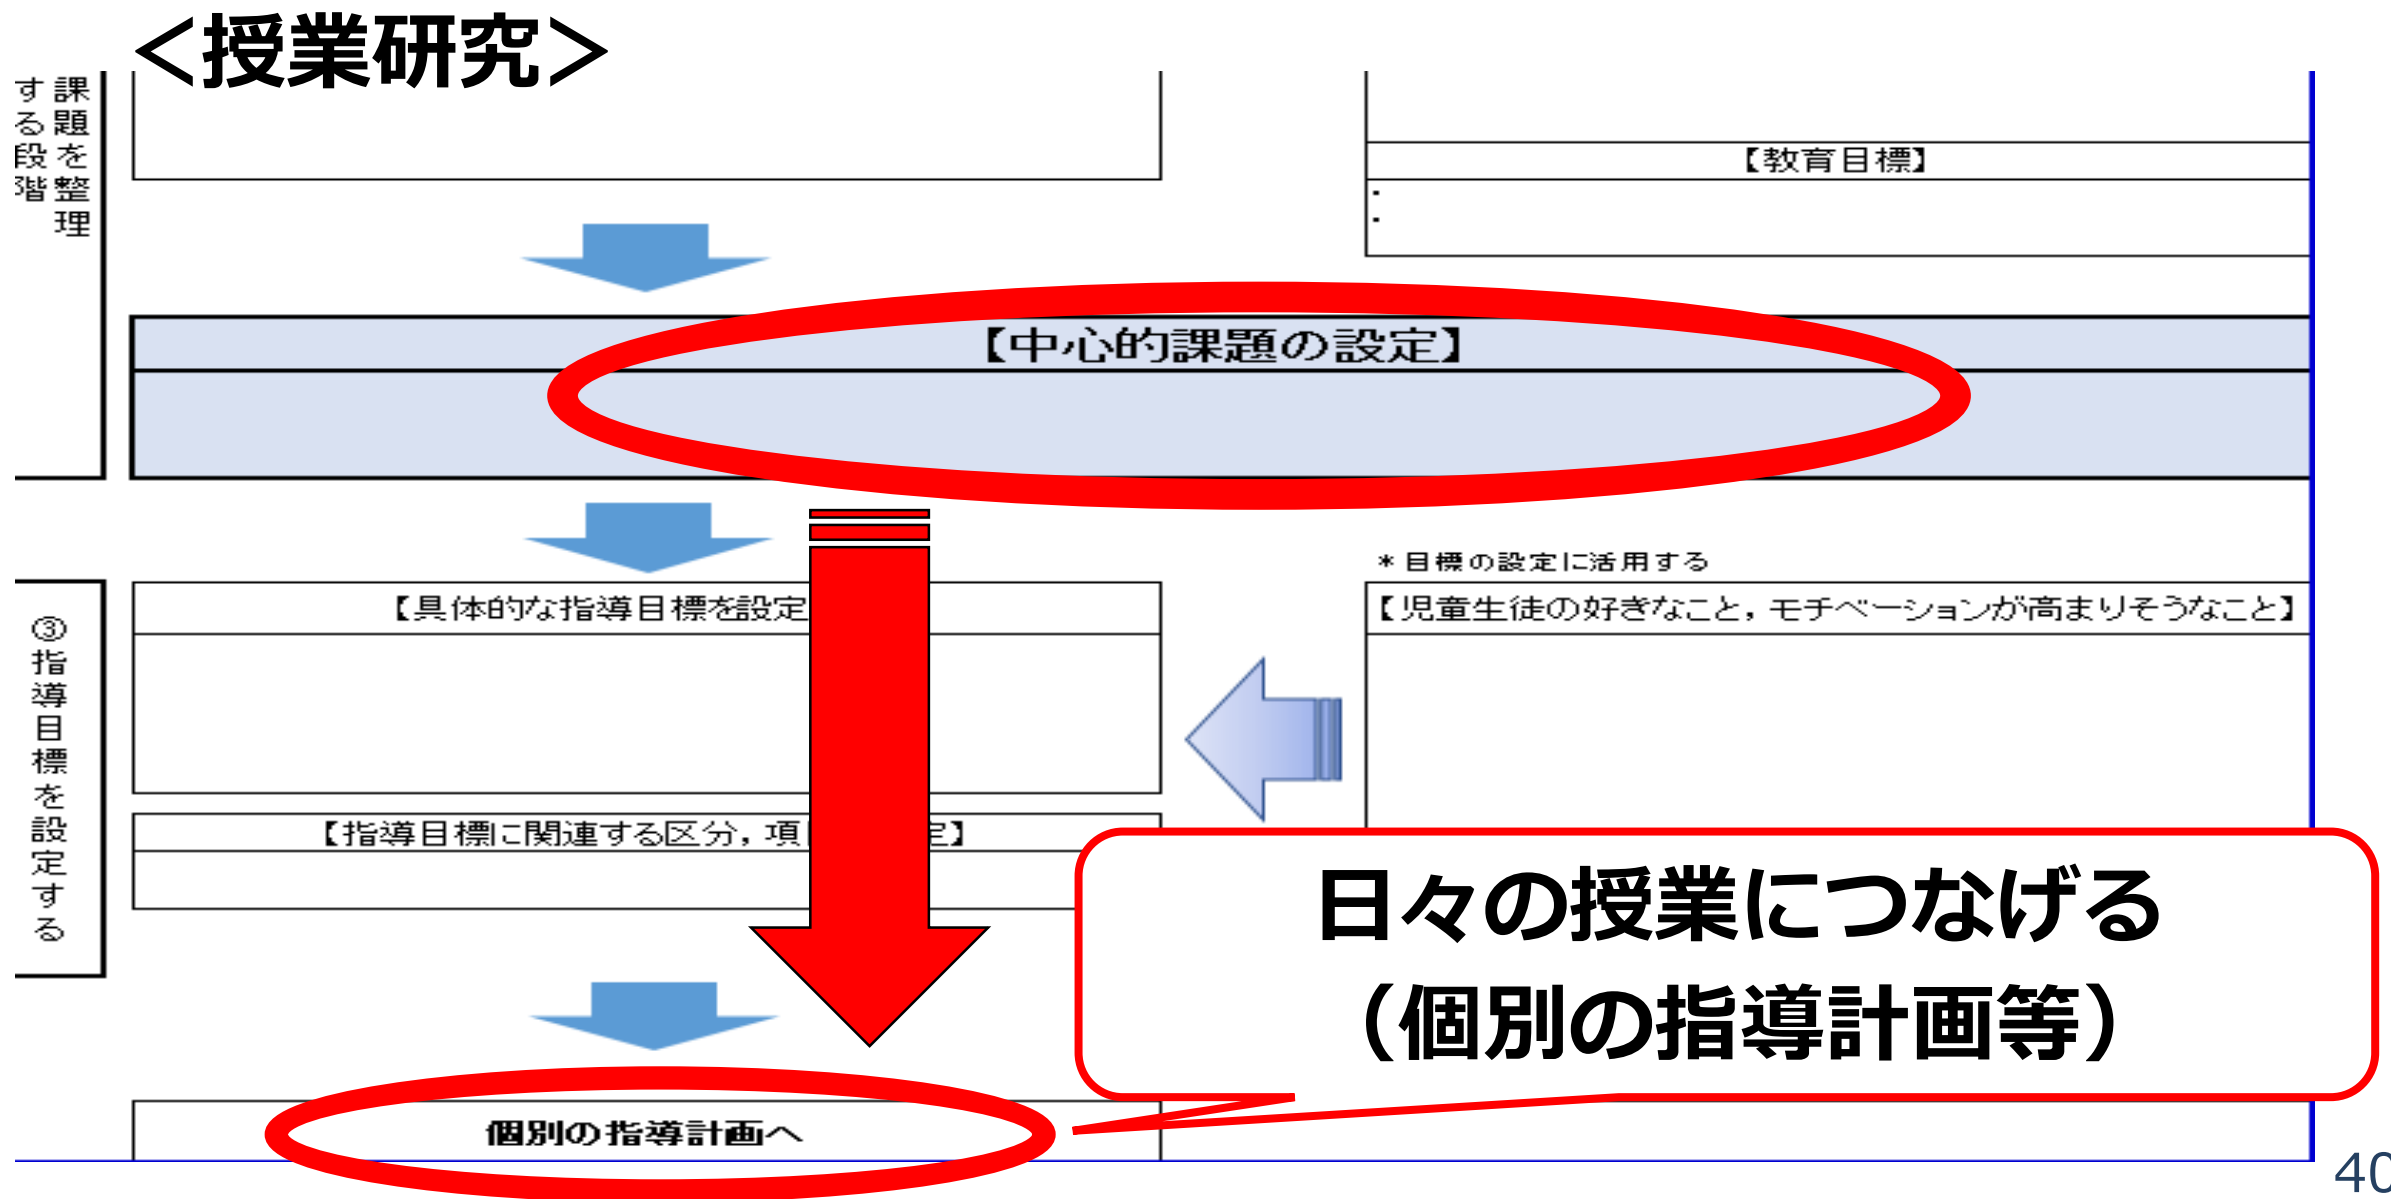 ＜授業研究＞
課題を整理
する段階
【教育目標】
：
：
【中心的課題の設定】
＊目標の設定に活用する
【具体的な指導目標を設定
【児童生徒の好きなこと，モチベーションが高まりそうなこと】
③指導目標を設定する
【指導目標に関連する区分，項
定】
日々の授業につなげる
（個別の指導計画等）
個別の指導計画へ
40